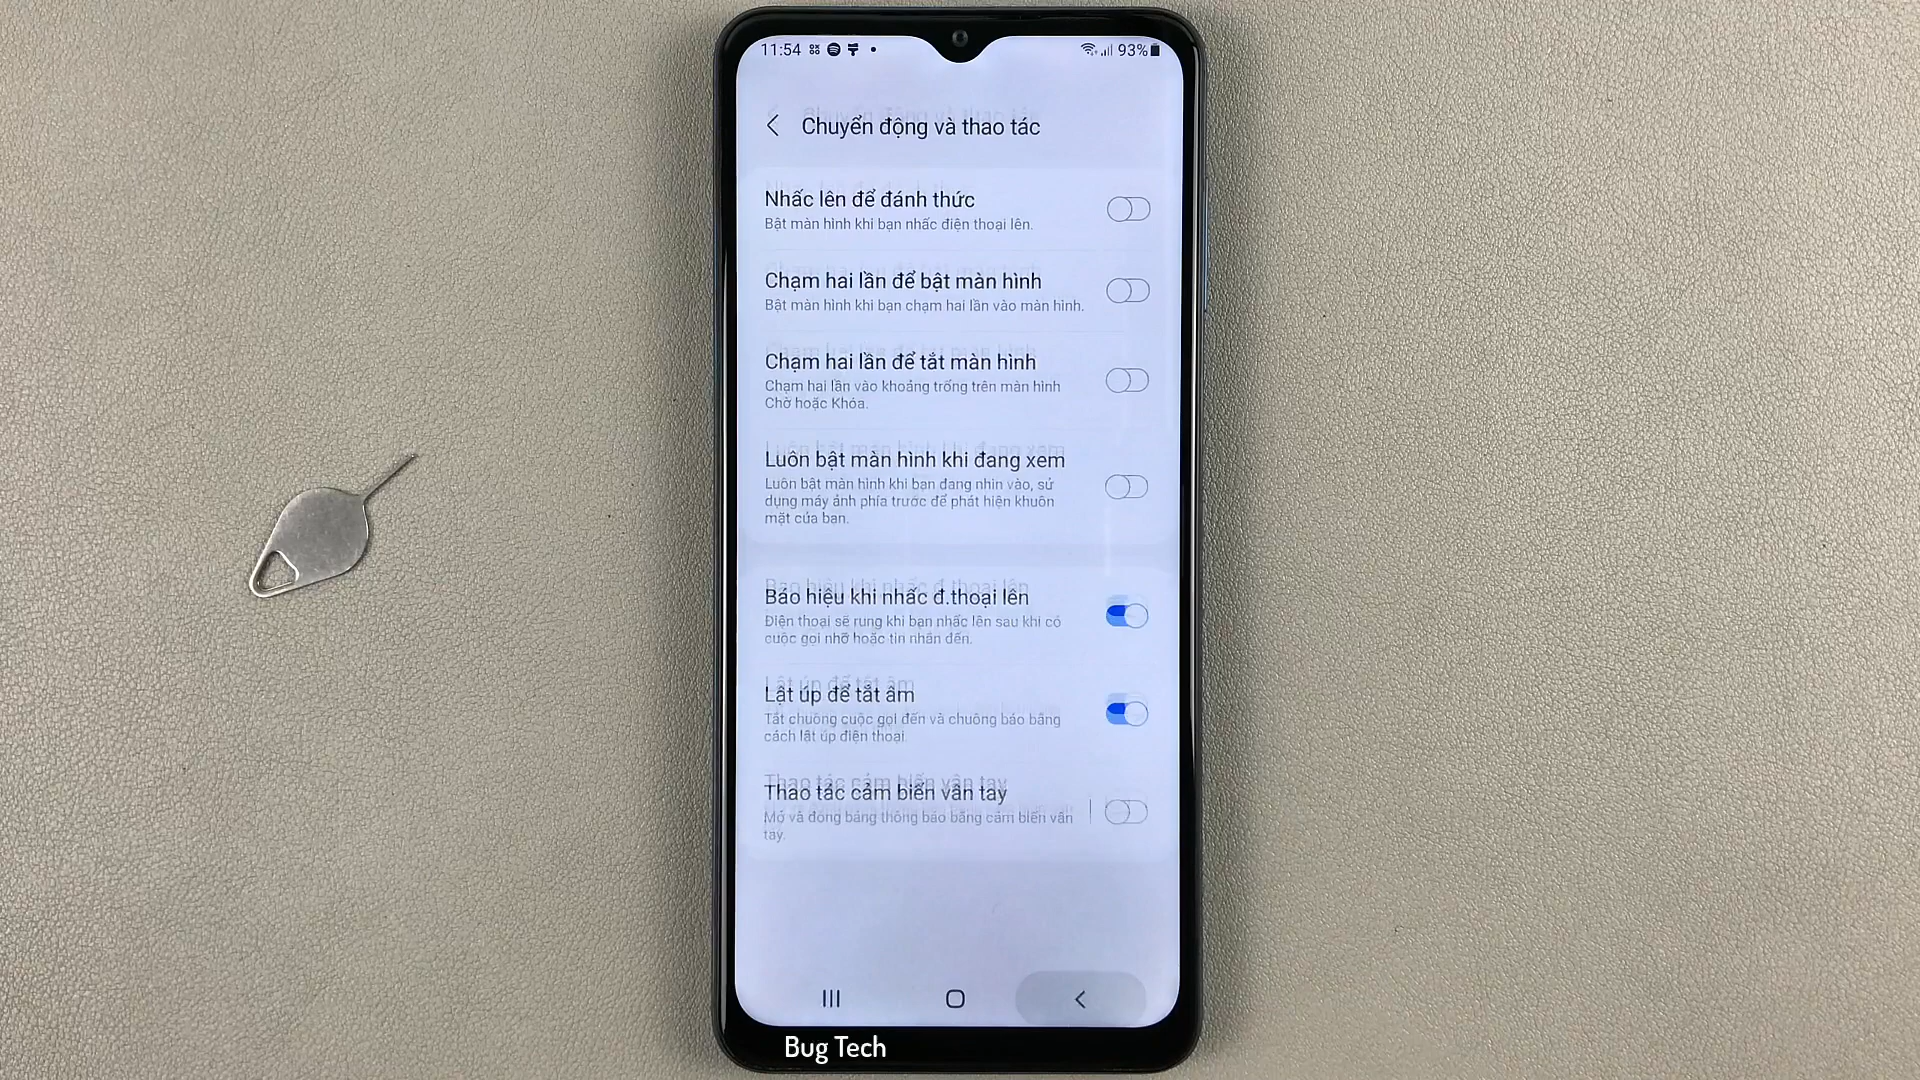 11:54
93%
Chuyển động và thao tác
Nhấc lên để đánh thức
Bật màn hình khi bạn nhấc điện thoại lên.
Chạm hai lần để bật màn hình
Bật màn hình khi bạn chạm hai lần vào màn hình.
Chạm hai lần để tắt màn hình
Chạm hai lần vào khoảng trống trên màn hình
Chờ hoặc Khóa.
Luôn bật màn hình khi đang xem
Luôn bật màn hình khi bạn đang nhìn vào, sử
dụng máy ảnh phía trước để phát hiện khuôn
mặt của bạn.
Báo hiệu khi nhấc đ.thoại lên
Điện thoại sẽ rung khi bạn nhấc lên sau khi có
cuộc gọi nhỡ hoặc tin nhắn đến.
Lật úp để tắt âm
Tắt chuông cuộc gọi đến và chuông báo bằng
cách lật úp điện thoại.
Thao tác cảm biến vân tay
Mở và đóng bảng thông báo bằng cảm biến vân
tay.
Bug Tech